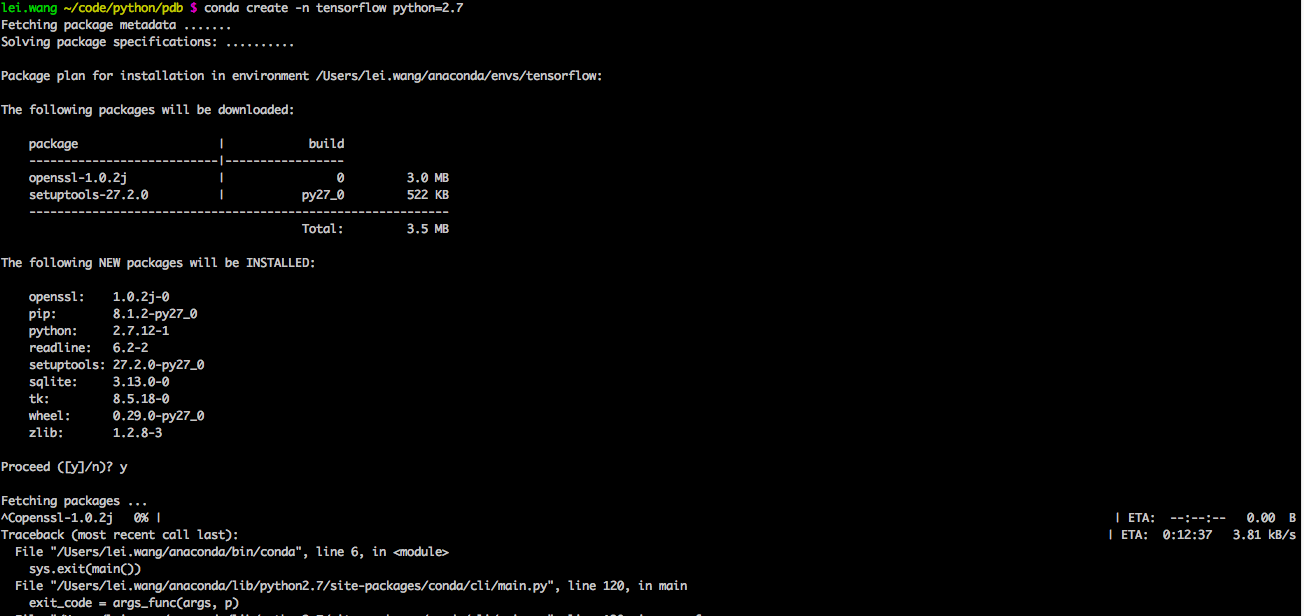 lei.wang ~/code/python/pdb $ conda create -n tensorflow python=2.7
Fetching package metadata .......
Solving package specifications: ..........
Package plan for installation in environment /Users/lei.wang/anaconda/envs/tensorflow:
The following packages will be downloaded:
package | build
---------------------------|-----------------
openssl-1.0.2j | 0 3.0 MB
setuptools-27.2.0 | py27_0 522 KB
------------------------------------------------------------
Total: 3.5 MB
The following NEW packages will be INSTALLED:
openssl: 1.0.2j-0
pip: 8.1.2-py27_0
python: 2.7.12-1
readline: 6.2-2
setuptools: 27.2.0-py27_0
sqlite: 3.13.0-0
tk: 8.5.18-0
wheel: 0.29.0-py27_0
zlib: 1.2.8-3
Proceed ([y]/n)? y
Fetching packages ...
^Copenssl-1.0.2j 0% | | ETA: --:--:-- 0.00 B
Traceback (most recent call last): | ETA: 0:12:37 3.81 kB/s
File "/Users/lei.wang/anaconda/bin/conda", line 6, in <module>
sys.exit(main())
File "/Users/lei.wang/anaconda/lib/python2.7/site-packages/conda/cli/main.py", line 120, in main
exit_code = args_func(args, p)